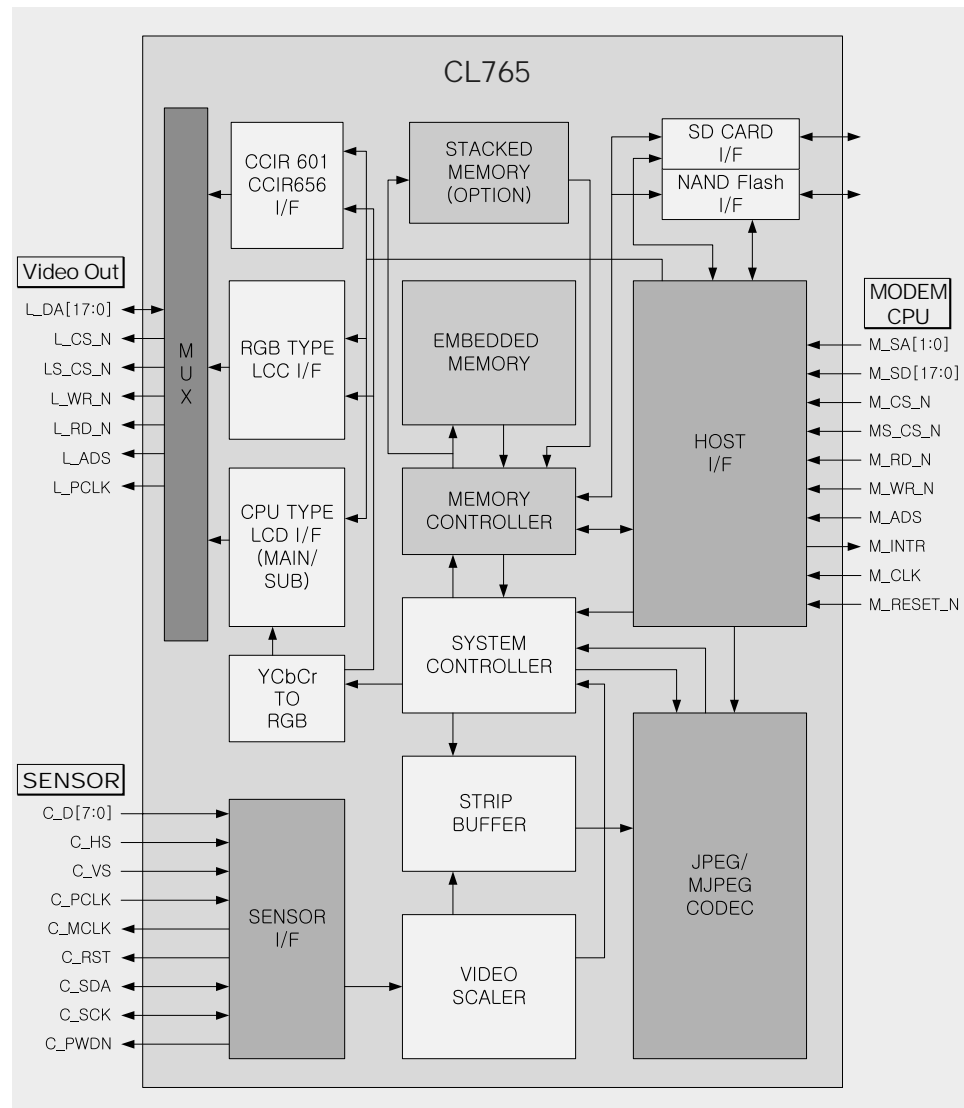 CL765
CCIR 601
CCIR656
I/F
STACKED
MEMORY
(OPTION)
SD CARD
I/F
NAND Flash
I/F
Video Out
L_DA[17:0]
L_CS_N
LS_CS_N
L_WR_N
L_RD_N
L_ADS
L_PCLK
M
U
X
RGB TYPE
LCC I/F
EMBEDDED
MEMORY
HOST
I/F
MODEM
CPU
M_SA[1:0]
M_SD[17:0]
M_CS_N
MS_CS_N
M_RD_N
M_WR_N
M_ADS
M_INTR
M_CLK
M_RESET_N
CPU TYPE
LCD I/F
(MAIN/
SUB)
MEMORY
CONTROLLER
YCbCr
TO
RGB
SYSTEM
CONTROLLER
SENSOR
C_D[7:0]
C_HS
C_VS
C_PCLK
C_MCLK
C_RST
C_SDA
C_SCK
C_PWDN
SENSOR
I/F
STRIP
BUFFER
VIDEO
SCALER
JPEG/
MJPEG
CODEC